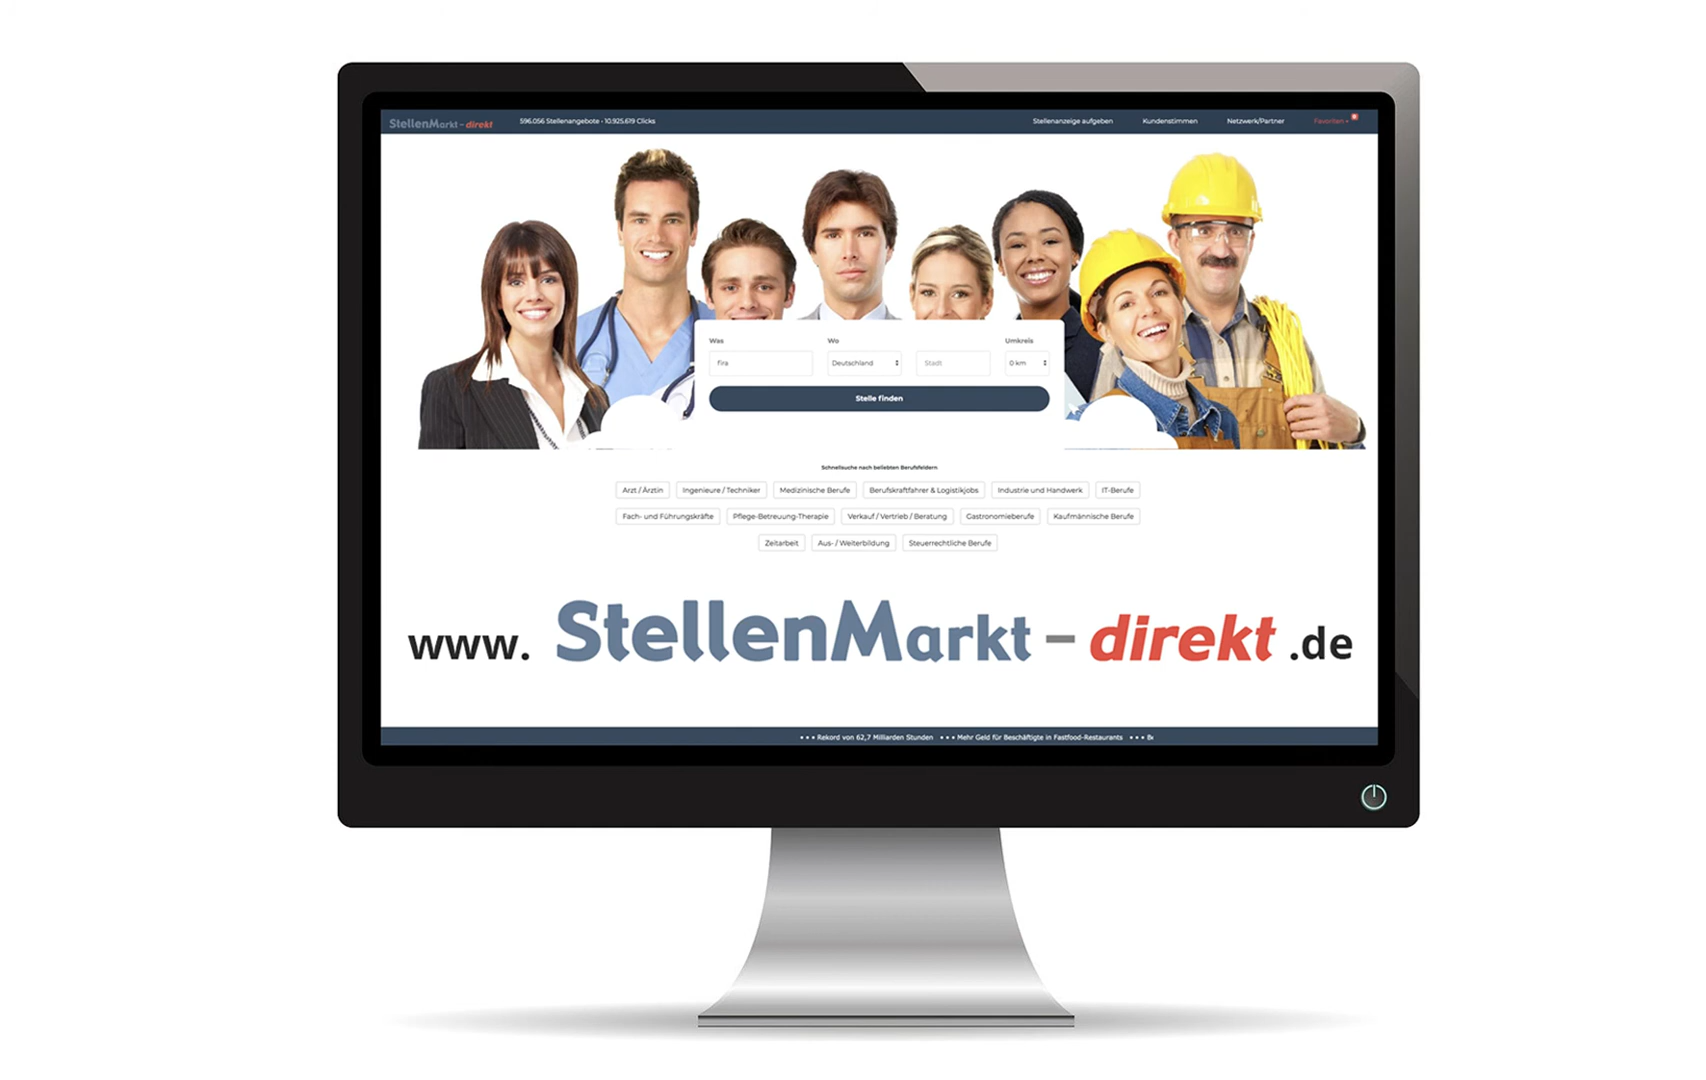 StellenMarkt - direkt 596.056 Stellenangebote - 10.925.619 Clicks Stellenanzeige aufgeben Kundenstimmen Netzwerk/Partner Favoriten
Was Wo Umkreis
fira Deutschland Stadt 0 km
Stelle finden
Schnellsuche nach beliebten Berufsfeldern
Arzt / Ärztin Ingenieure / Techniker Medizinische Berufe Berufskraftfahrer & Logistikjobs Industrie und Handwerk IT-Berufe
Fach- und Führungskräfte Pflege-Betreuung-Therapie Verkauf / Vertrieb / Beratung Gastronomieberufe Kaufmännische Berufe
Zeitarbeit Aus- / Weiterbildung Steuerrechtliche Berufe
www. StellenMarkt - direkt .de
• • • Rekord von 62,7 Milliarden Stunden • • • Mehr Geld für Beschäftigte in Fastfood-Restaurants • • •